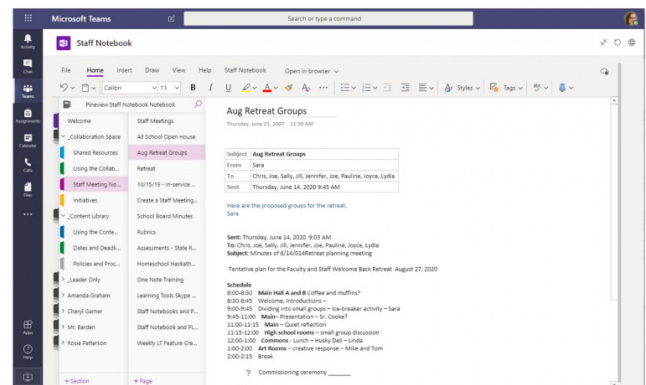 Microsoft Teams
Search or type a command
Activity
Staff Notebook
Chat
File Home Insert Draw View Help Staff Notebook Open in browser
Teams
Calibri 11 B I U A Styles Tags
Assignments
Calendar
Calls
Files
Apps
Help
Pineview Staff Notebook Notebook
Welcome
_Collaboration Space
Shared Resources
Using the Collab...
Staff Meeting No...
Initiatives
_Content Library
Using the Conte...
Dates and Deadli...
Policies and Proc...
_Leader Only
Amanda Graham
Cheryl Garner
Mr. Barden
Rosie Patterson
+ Section
Staff Meetings
All School Open House
Aug Retreat Groups
Retreat
10/15/19 - In-service ...
Create a Staff Meeting...
School Board Minutes
Rubrics
Assessments - State R...
Homeschool Hackath...
One Note Training
Learning Tools Skype ...
Staff Notebooks and P...
Staff Notebook and PL...
Weekly LT Feature Cre...
+ Page
Aug Retreat Groups
Thursday, June 21, 2007 11:50 AM
Subject Aug Retreat Groups
From Sara
To Chris, Joe, Sally, Jill, Jennifer, Joe, Pauline, Joyce, Lydia
Sent Thursday, June 14, 2020 9:45 AM
Here are the proposed groups for the retreat.
Sara
Sent: Thursday, June 14, 2020 9:03 AM
To: Chris, Joe, Sally, Jill, Jennifer, Joe, Pauline, Joyce, Lydia
Subject: Minutes of 6/14/014Retreat planning meeting
Tentative plan for the Faculty and Staff Welcome Back Retreat August 27, 2020
Schedule
8:00-8:30 Main Hall A and B Coffee and muffins?
8:30-8:45 Welcome, Introductions –
9:00-9:45 Dividing into small groups – Ice-breaker activity – Sara
9:45-11:00 Main– Presentation – Sr. Cooke?
11:00-11:15 Main – Quiet reflection
11:15-12:00 High school rooms – small group discussion
12:00-1:00 Commons - Lunch – Husky Deli – Linda
1:00-2:00 Art Rooms – creative response – Mike and Tom
2:00-2:15 Break
? Commissioning ceremony _______